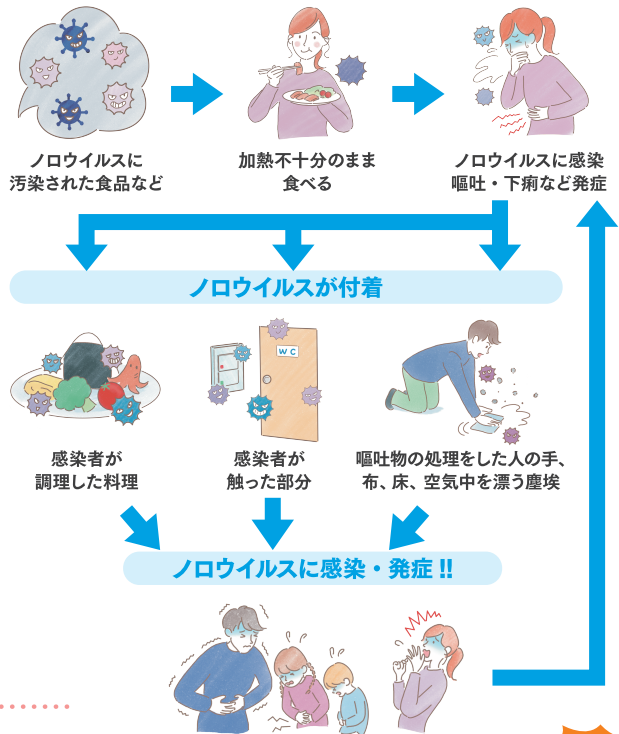 ノロウイルスに
汚染された食品など
加熱不十分のまま
食べる
ノロウイルスに感染
嘔吐・下痢など発症
ノロウイルスが付着
WC
感染者が
調理した料理
感染者が
触った部分
嘔吐物の処理をした人の手、
布、床、空気中を漂う塵埃
ノロウイルスに感染・発症!!